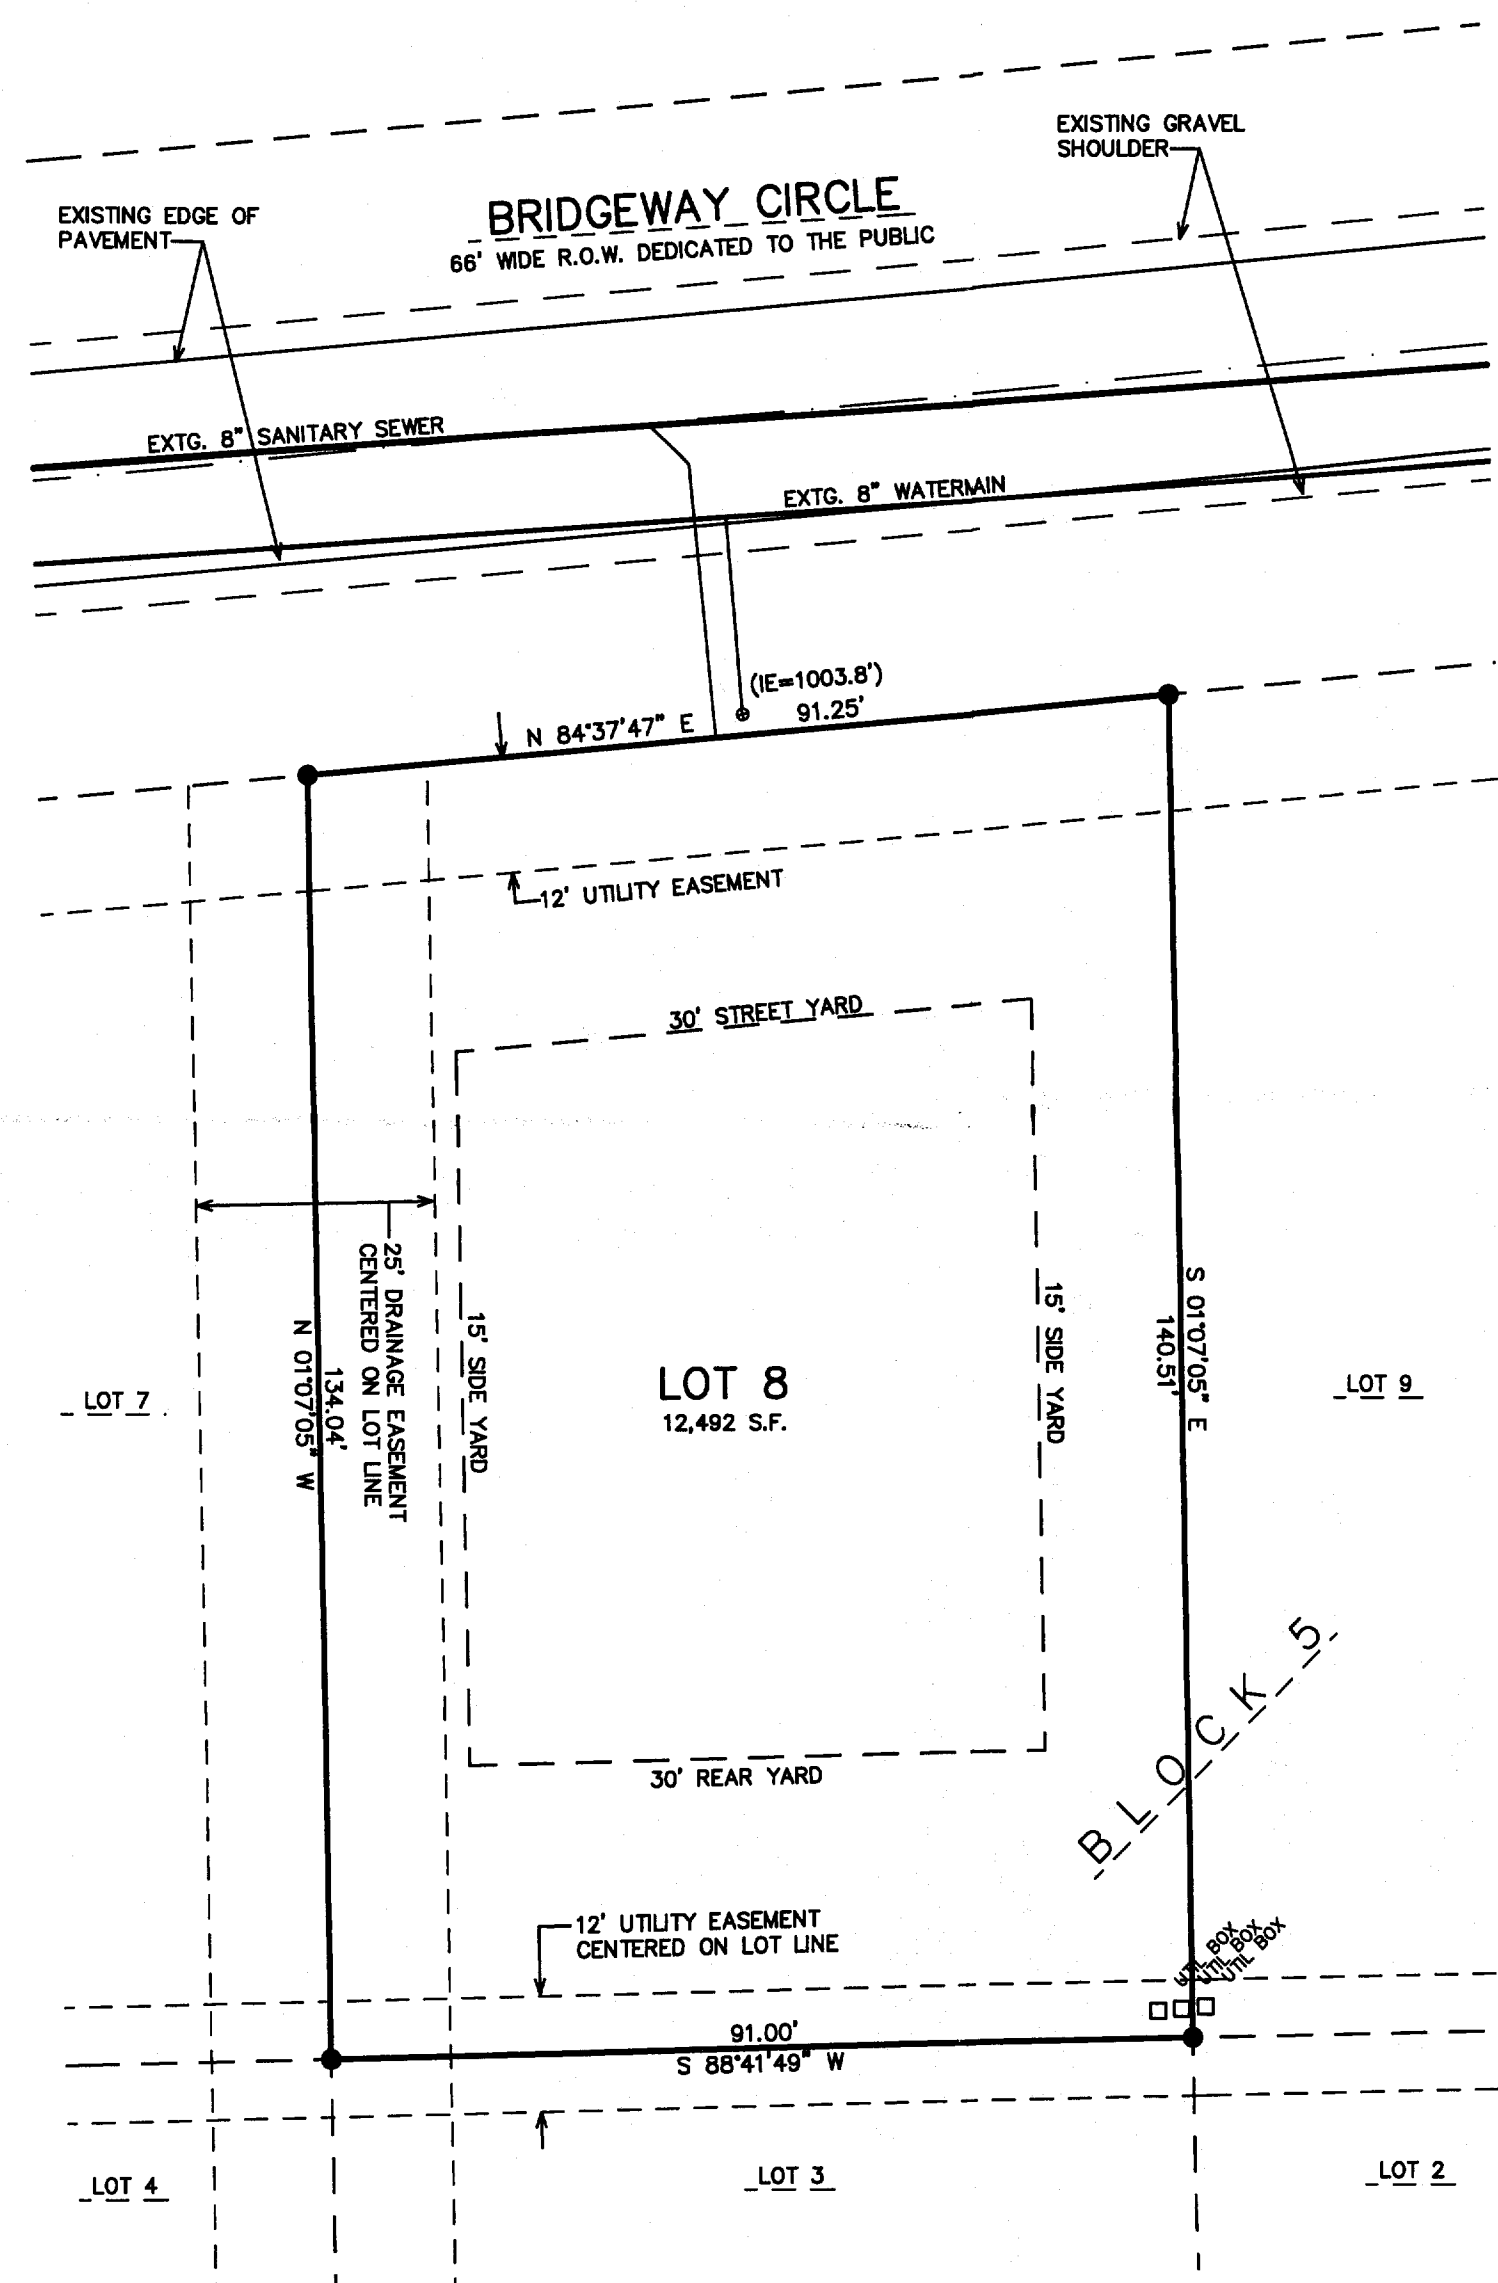 EXISTING GRAVEL
SHOULDER
BRIDGEWAY CIRCLE
66' WIDE R.O.W. DEDICATED TO THE PUBLIC
EXISTING EDGE OF
PAVEMENT
EXTG. 8" SANITARY SEWER
EXTG. 8" WATERMAIN
(IE=1003.8')
91.25'
N 84°37'47" E
12' UTILITY EASEMENT
30' STREET YARD
25' DRAINAGE EASEMENT
CENTERED ON LOT LINE
134.04'
N 01°07'05" W
15' SIDE YARD
15' SIDE YARD
S 01°07'05" E
140.51'
LOT 7
LOT 8
12,492 S.F.
LOT 9
BLOCK 5
30' REAR YARD
12' UTILITY EASEMENT
CENTERED ON LOT LINE
UTIL BOX
UTIL BOX
UTIL BOX
91.00'
S 88°41'49" W
LOT 4
LOT 3
LOT 2